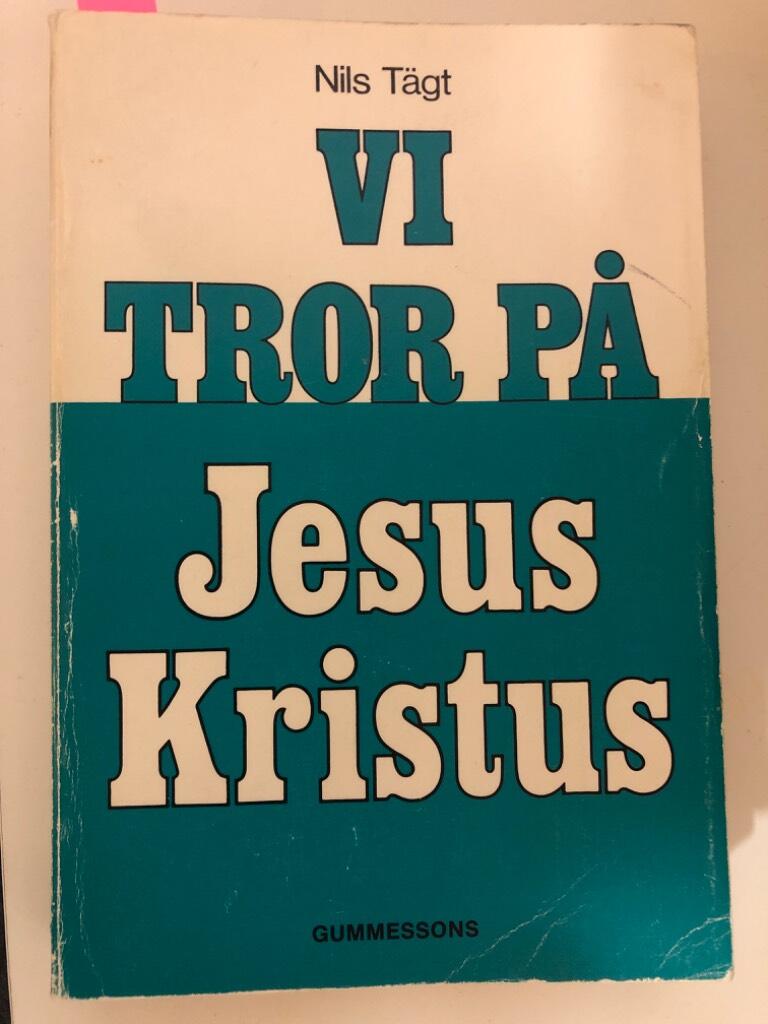 Nils Tägt
VI
TROR PÅ
Jesus
Kristus
GUMMESSONS